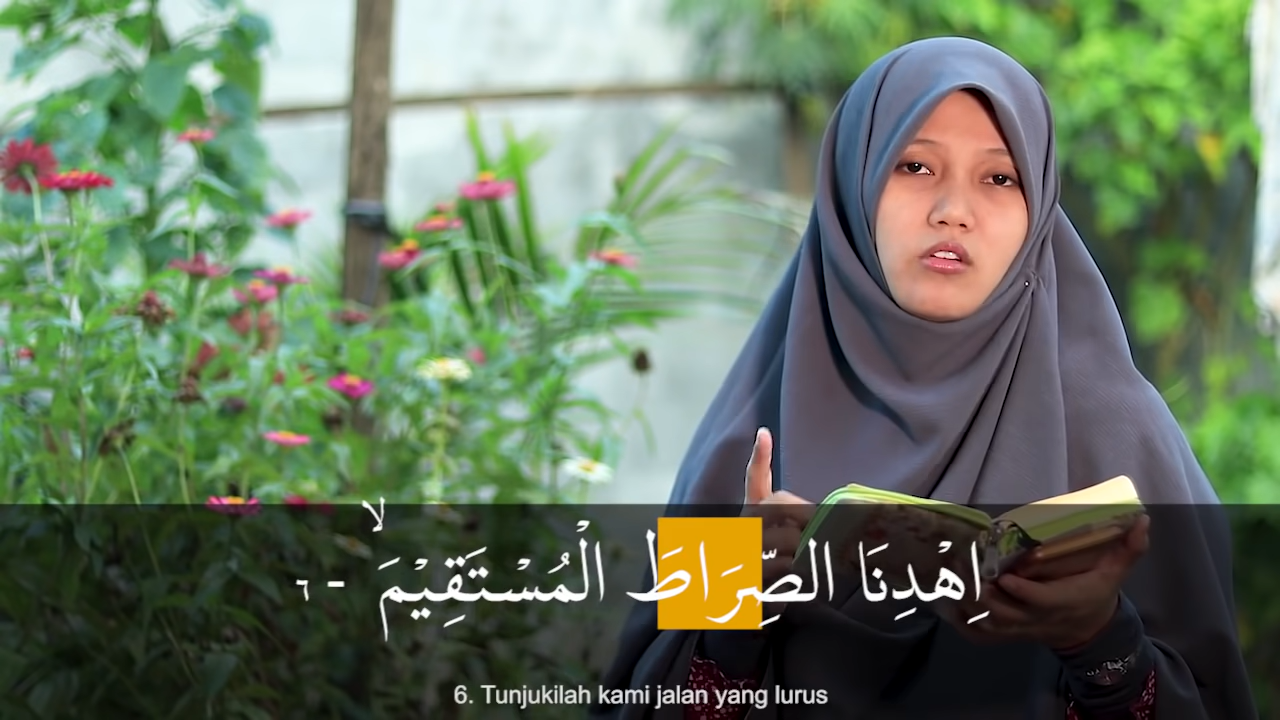 اِهْدِنَا الصِّرَاطَ الْمُسْتَقِيْمَ ۙ - ٦
6. Tunjukilah kami jalan yang lurus